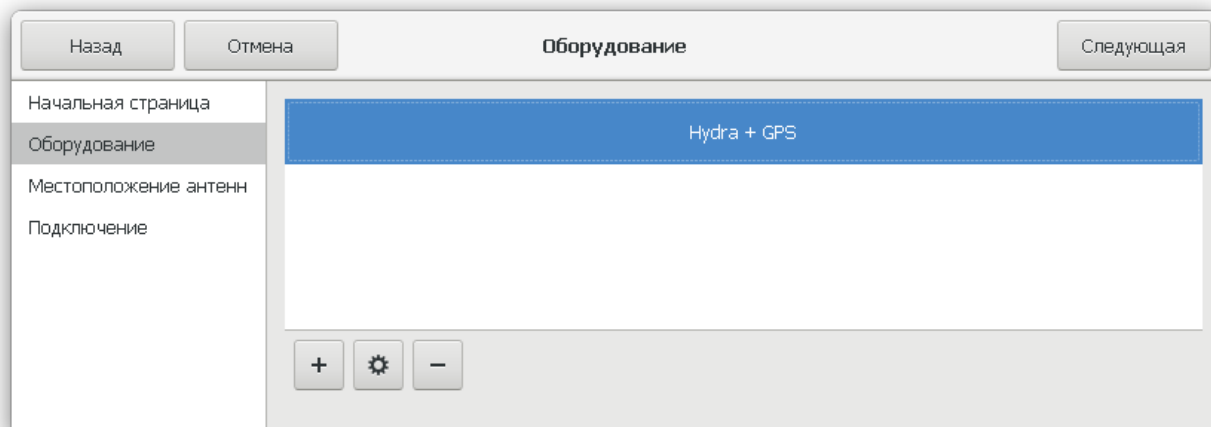 Назад
Отмена
Оборудование
Следующая
Начальная страница
Оборудование
Местоположение антенн
Подключение
Hydra + GPS